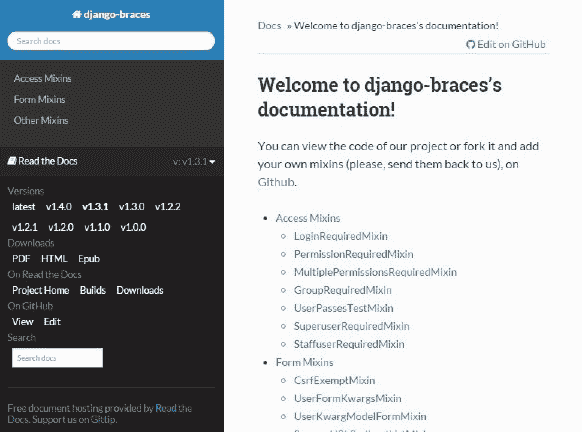 django-braces
Search docs
Access Mixins
Form Mixins
Other Mixins
Read the Docs v: v1.3.1
Versions
latest v1.4.0 v1.3.1 v1.3.0 v1.2.2
v1.2.1 v1.2.0 v1.1.0 v1.0.0
Downloads
PDF HTML Epub
On Read the Docs
Project Home Builds Downloads
On GitHub
View Edit
Search
Search docs
Free document hosting provided by Read the
Docs. Support us on Gittip.
Docs » Welcome to django-braces's documentation!
Edit on GitHub
Welcome to django-braces's
documentation!
You can view the code of our project or fork it and add
your own mixins (please, send them back to us), on
Github.
Access Mixins
LoginRequiredMixin
PermissionRequiredMixin
MultiplePermissionsRequiredMixin
GroupRequiredMixin
UserPassesTestMixin
SuperuserRequiredMixin
StaffuserRequiredMixin
Form Mixins
CsrfExemptMixin
UserFormKwargsMixin
UserKwargModelFormMixin